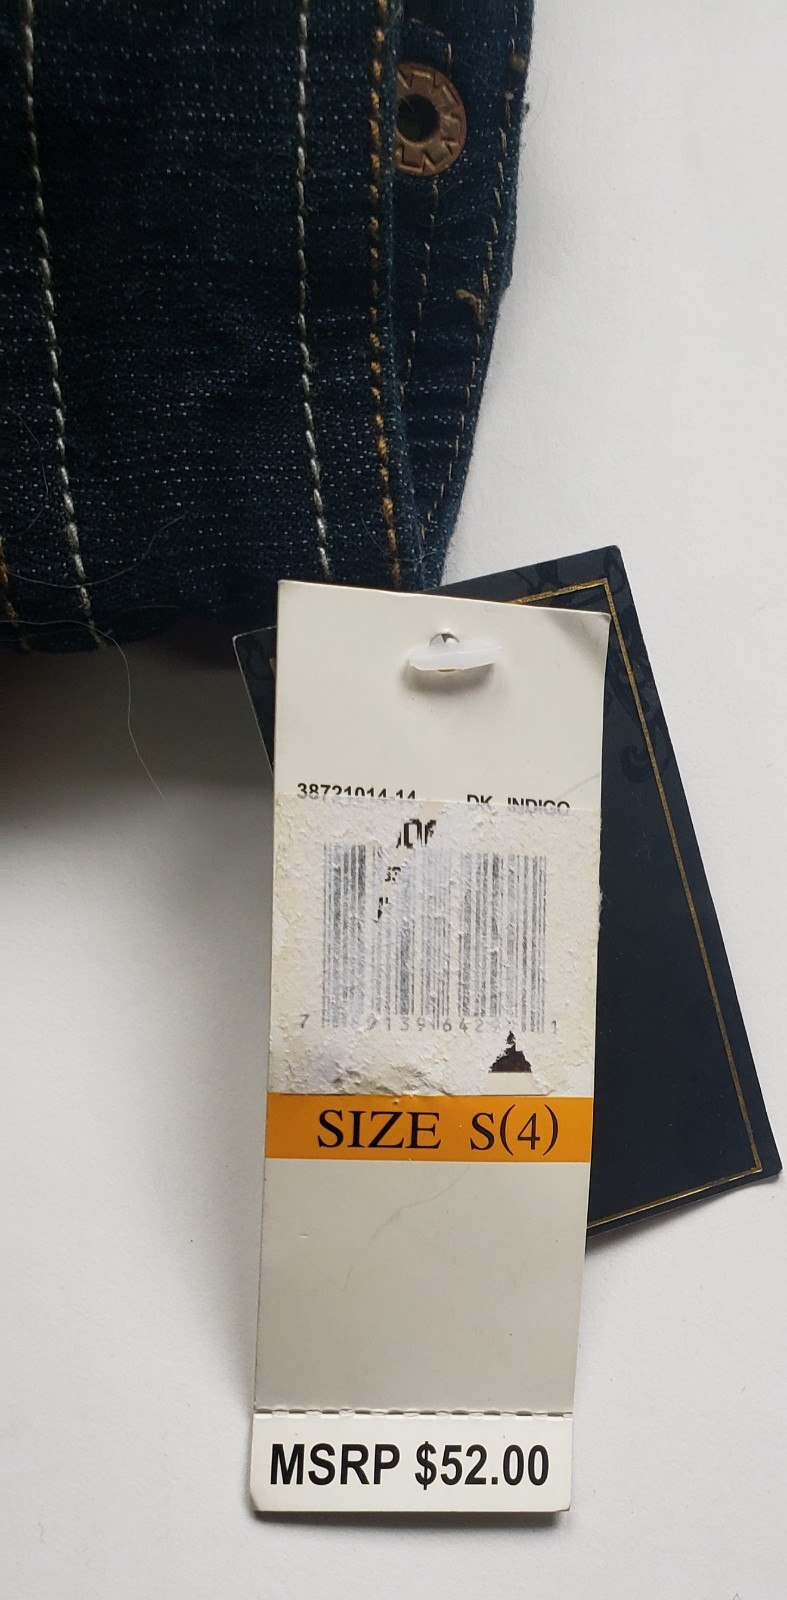 38721014-14 DK INDIGO
SIZE S(4)
MSRP $52.00